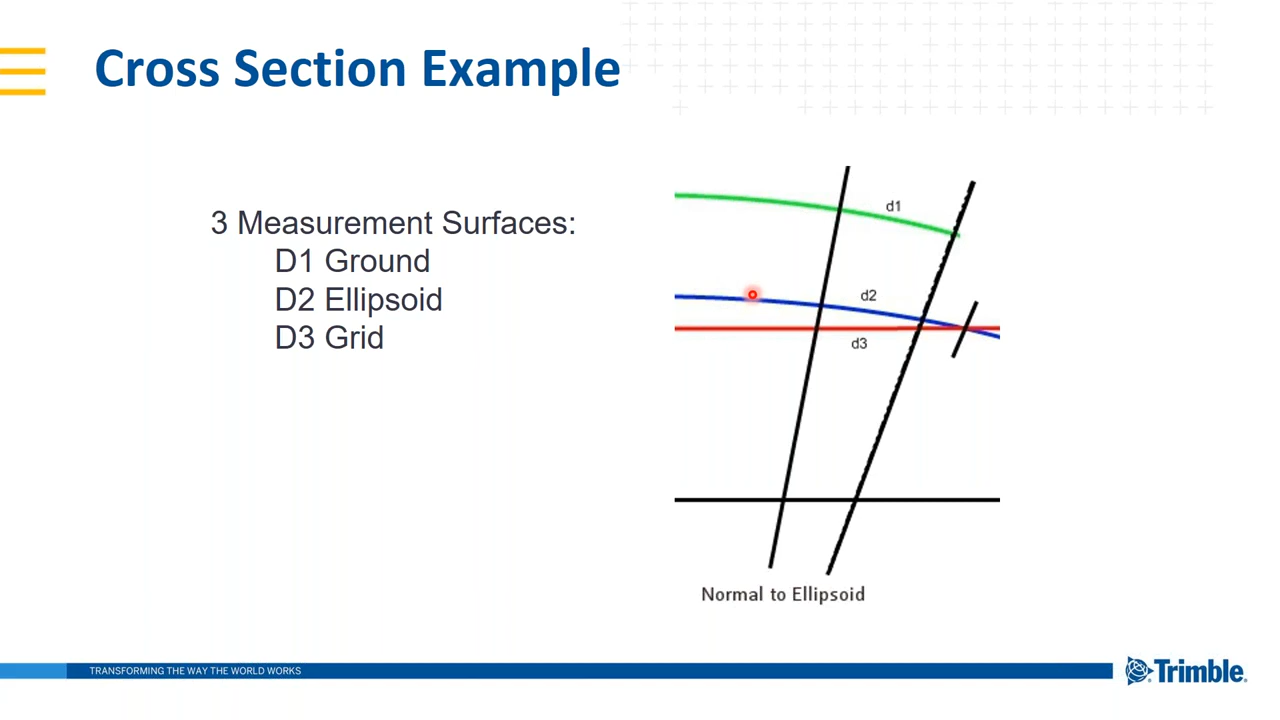 Cross Section Example
3 Measurement Surfaces:
D1 Ground
D2 Ellipsoid
D3 Grid
d1
d2
d3
Normal to Ellipsoid
TRANSFORMING THE WAY THE WORLD WORKS
Trimble.